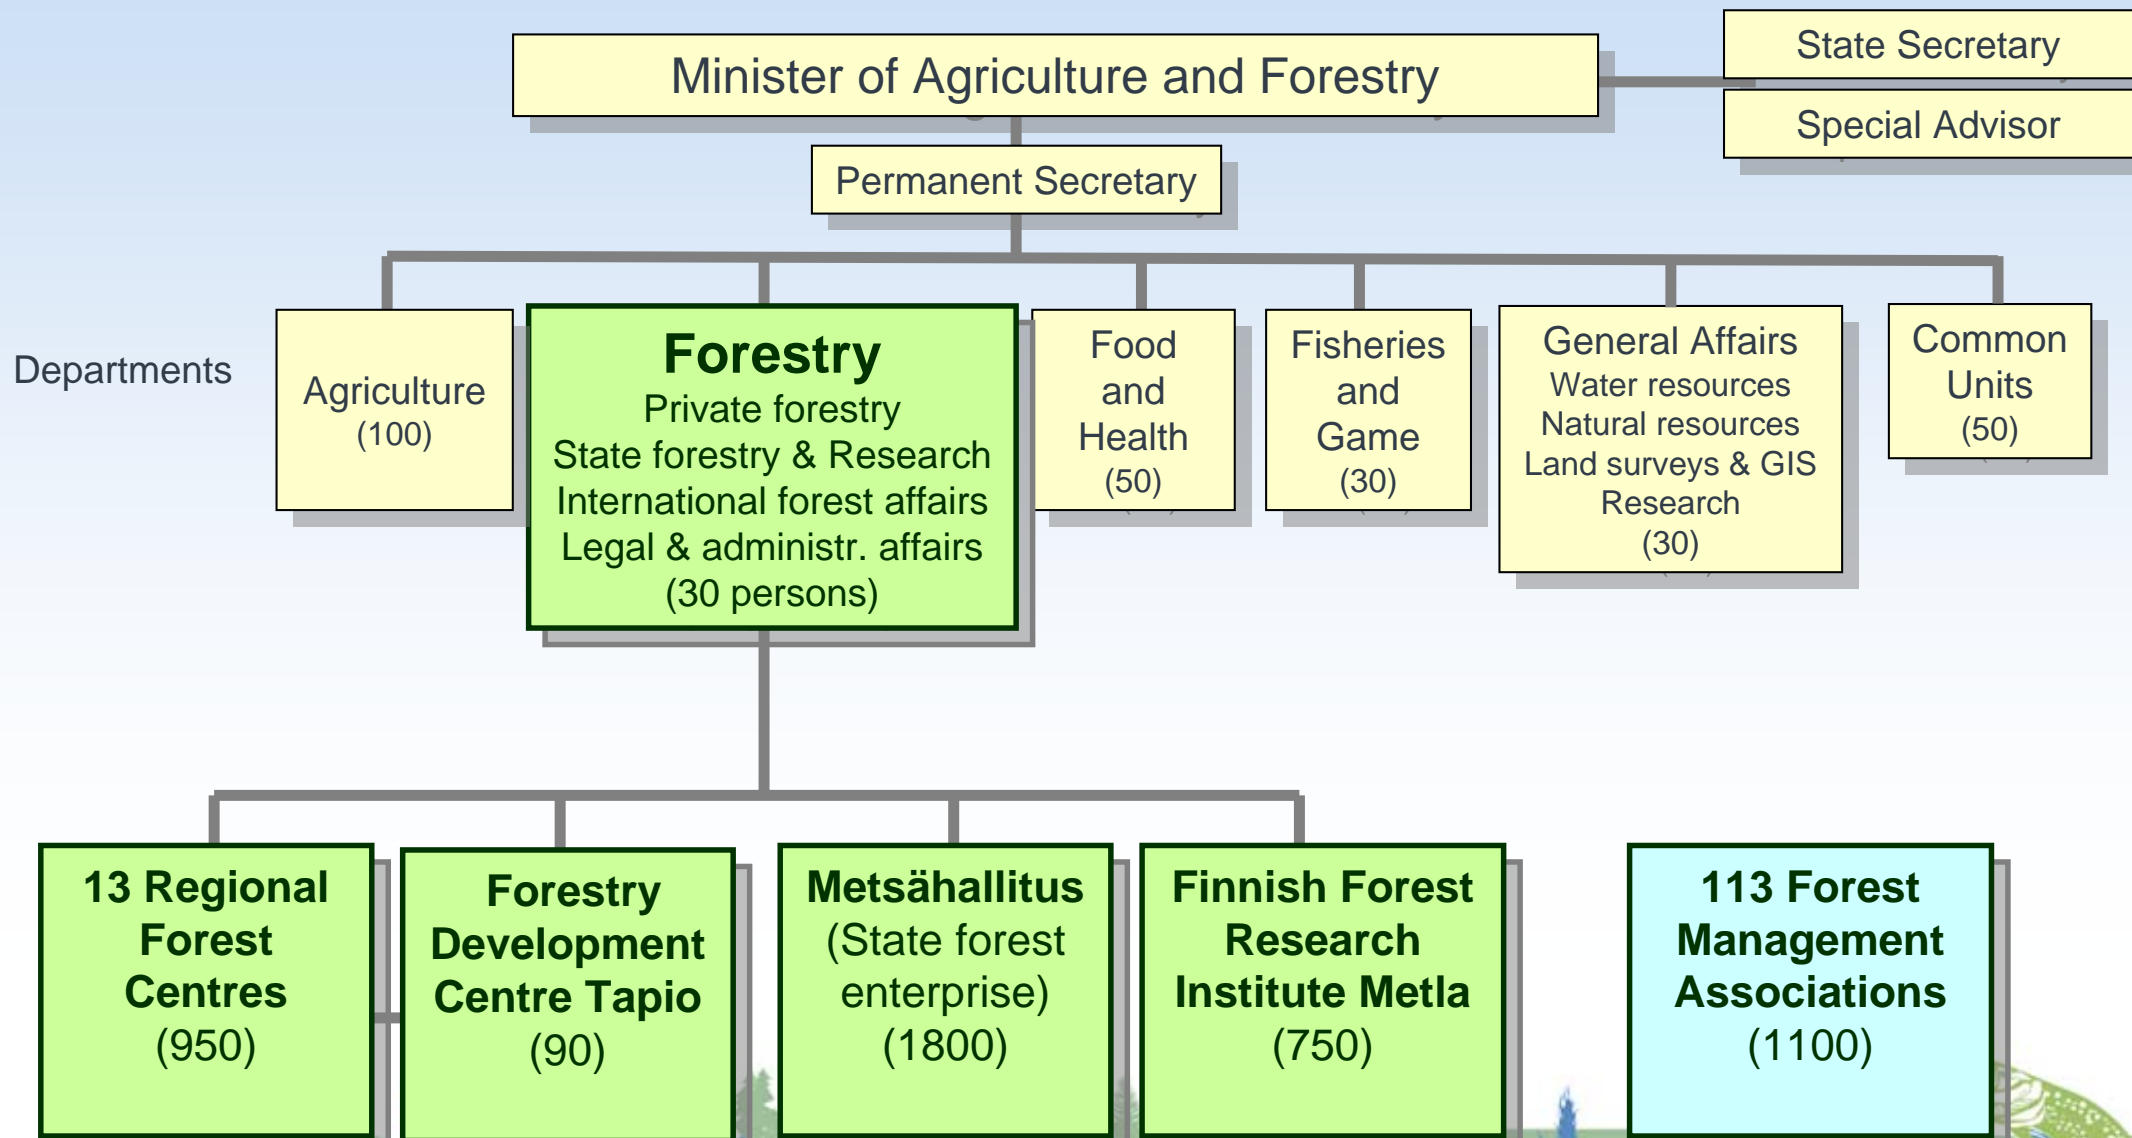 Minister of Agriculture and Forestry
State Secretary
Special Advisor
Permanent Secretary
Departments
Agriculture
(100)
Forestry
Private forestry
State forestry & Research
International forest affairs
Legal & administr. affairs
(30 persons)
Food
and
Health
(50)
Fisheries
and
Game
(30)
General Affairs
Water resources
Natural resources
Land surveys & GIS
Research
(30)
Common
Units
(50)
13 Regional
Forest
Centres
(950)
Forestry
Development
Centre Tapio
(90)
Metsähallitus
(State forest
enterprise)
(1800)
Finnish Forest
Research
Institute Metla
(750)
113 Forest
Management
Associations
(1100)